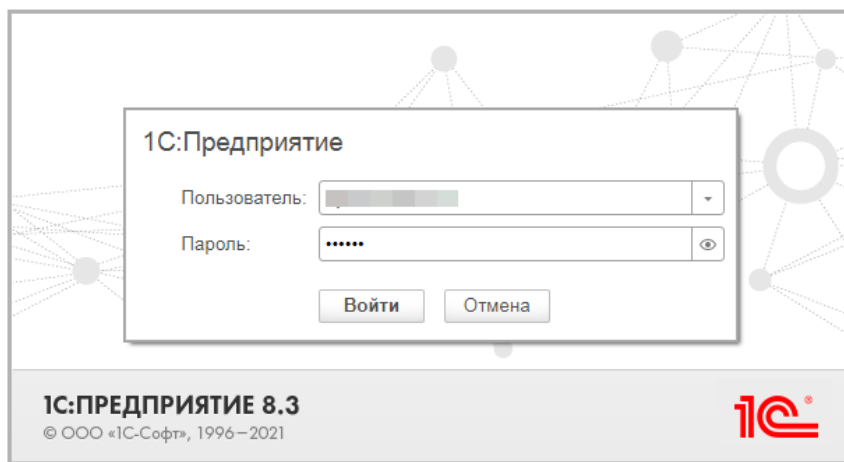 1С:Предприятие
Пользователь:
Пароль: ••••••
Войти Отмена
1С:ПРЕДПРИЯТИЕ 8.3
© ООО «1С-Софт», 1996—2021
1С®